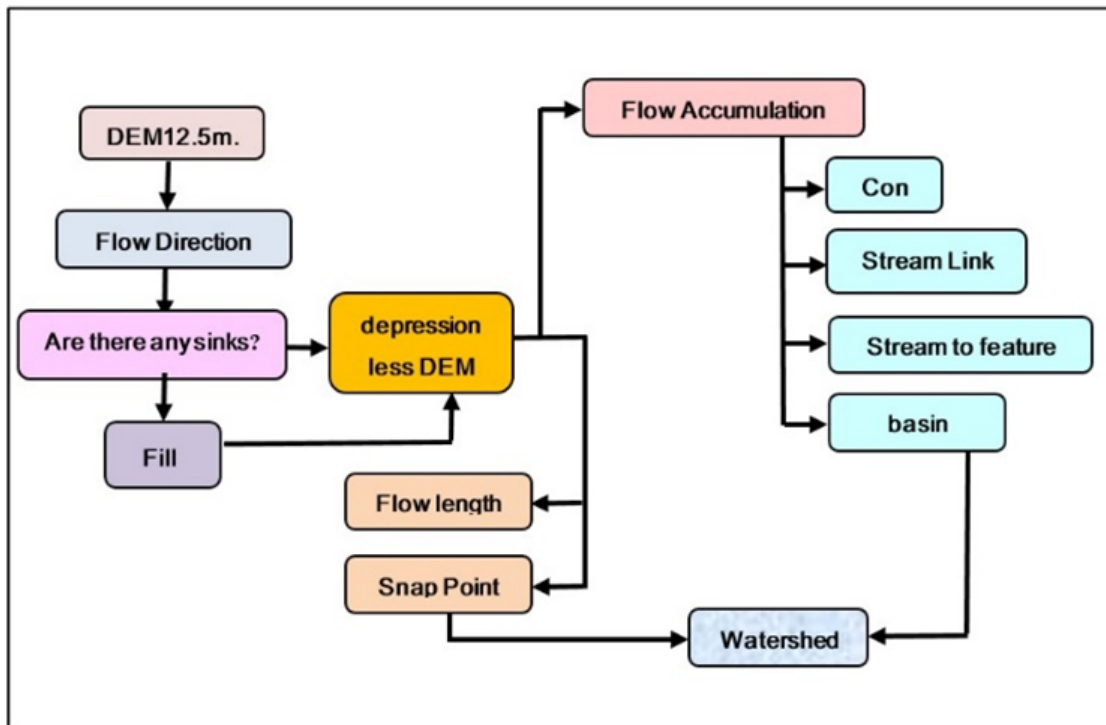 DEM12.5m.
Flow Direction
Are there any sinks?
Fill
depression
less DEM
Flow length
Snap Point
Flow Accumulation
Con
Stream Link
Stream to feature
basin
Watershed